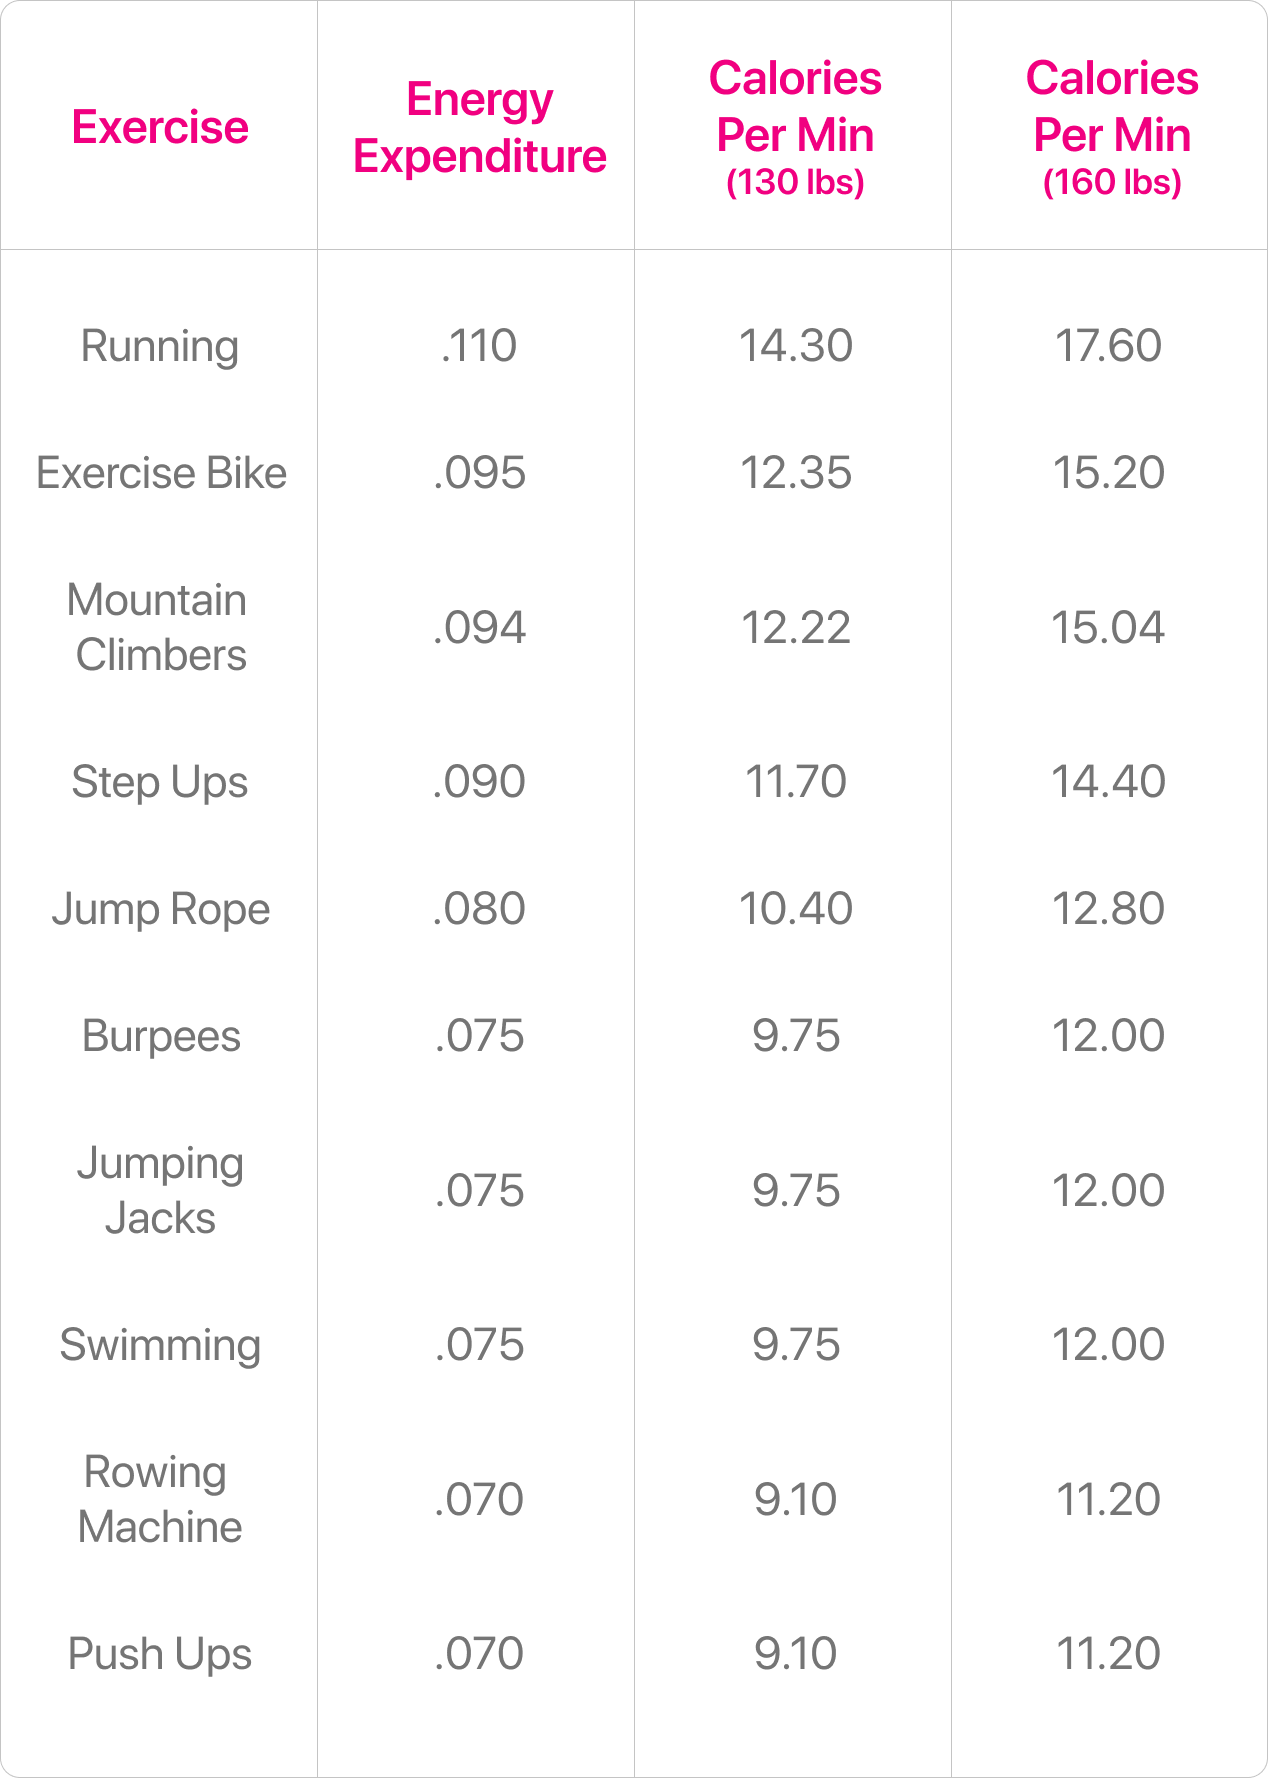 Exercise
Energy
Expenditure
Calories
Per Min
(130 lbs)
Calories
Per Min
(160 lbs)
Running .110 14.30 17.60
Exercise Bike .095 12.35 15.20
Mountain
Climbers
.094 12.22 15.04
Step Ups .090 11.70 14.40
Jump Rope .080 10.40 12.80
Burpees .075 9.75 12.00
Jumping
Jacks
.075 9.75 12.00
Swimming .075 9.75 12.00
Rowing
Machine
.070 9.10 11.20
Push Ups .070 9.10 11.20